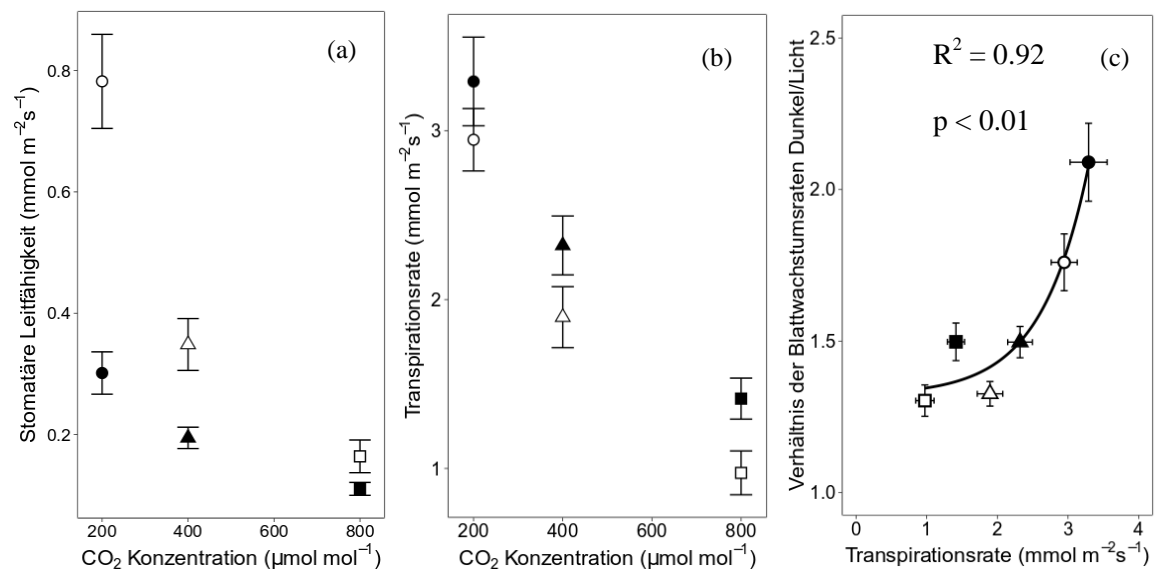 (a)
Stomatäre Leitfähigkeit (mmol m⁻²s⁻¹)
0.8
0.6
0.4
0.2
200 400 600 800
CO₂ Konzentration (µmol mol⁻¹)
(b)
Transpirationsrate (mmol m⁻²s⁻¹)
3
2
1
200 400 600 800
CO₂ Konzentration (µmol mol⁻¹)
(c)
R² = 0.92
p < 0.01
Verhältnis der Blattwachstumsraten Dunkel/Licht
2.5
2.0
1.5
1.0
0 1 2 3 4
Transpirationsrate (mmol m⁻²s⁻¹)